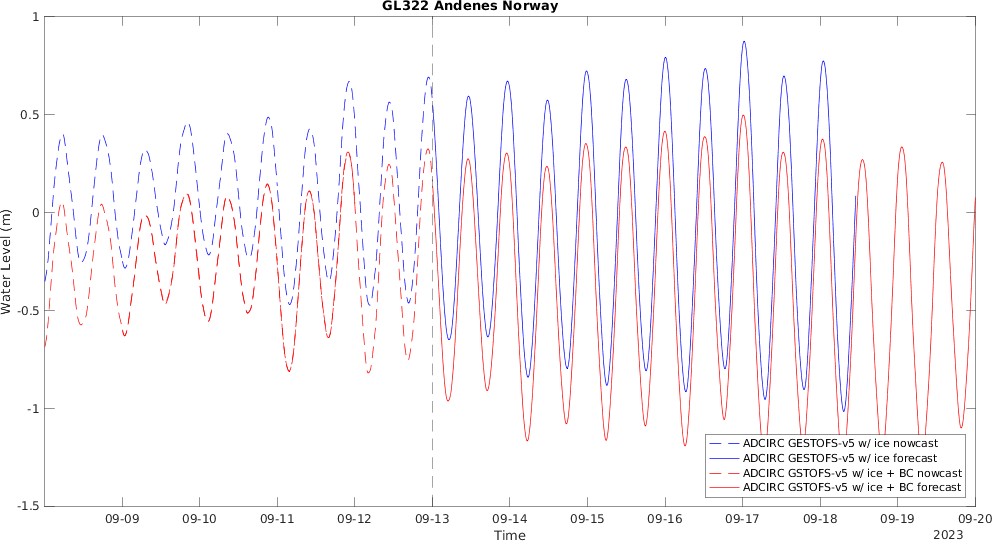 GL322 Andenes Norway
1
0.5
0
-0.5
-1
-1.5
Water Level (m)
ADCIRC GESTOFS-v5 w/ ice nowcast
ADCIRC GESTOFS-v5 w/ ice forecast
ADCIRC GSTOFS-v5 w/ ice + BC nowcast
ADCIRC GSTOFS-v5 w/ ice + BC forecast
09-09 09-10 09-11 09-12 09-13 09-14 09-15 09-16 09-17 09-18 09-19 09-20
Time
2023